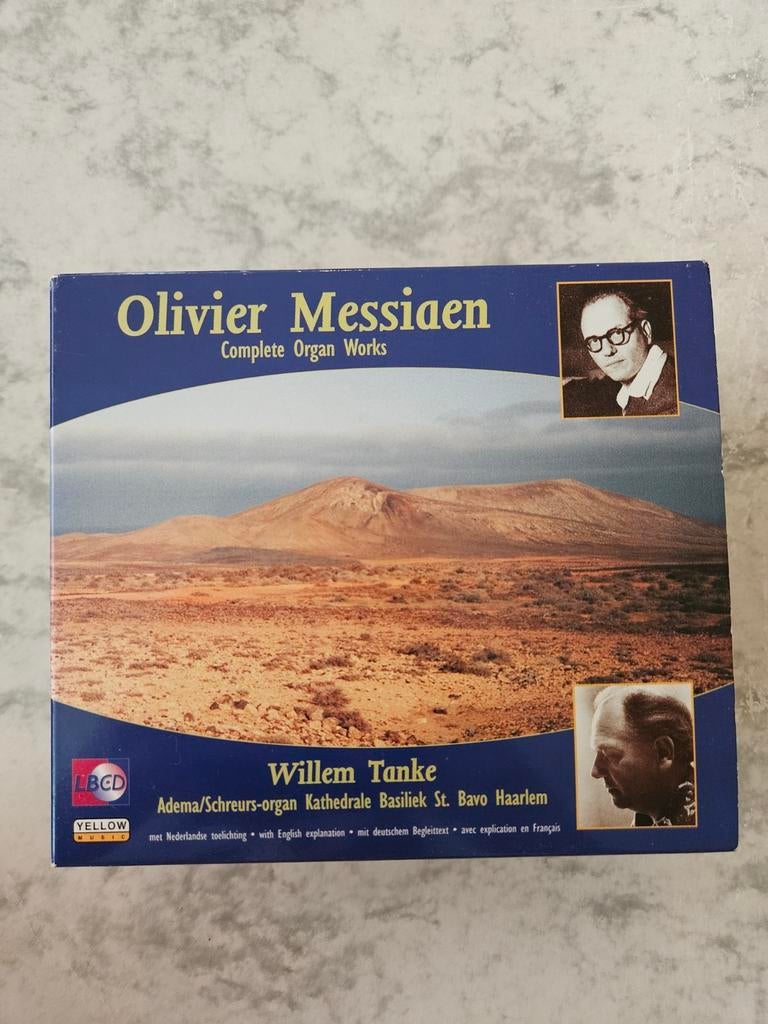 Olivier Messiaen
Complete Organ Works
Willem Tanke
Adema/Schreurs-organ Kathedrale Basiliek St. Bavo Haarlem
LBCD
YELLOW
MUSIC
met Nederlandse toelichting • with English explanation • mit deutschem Begleittext • avec explication en Français